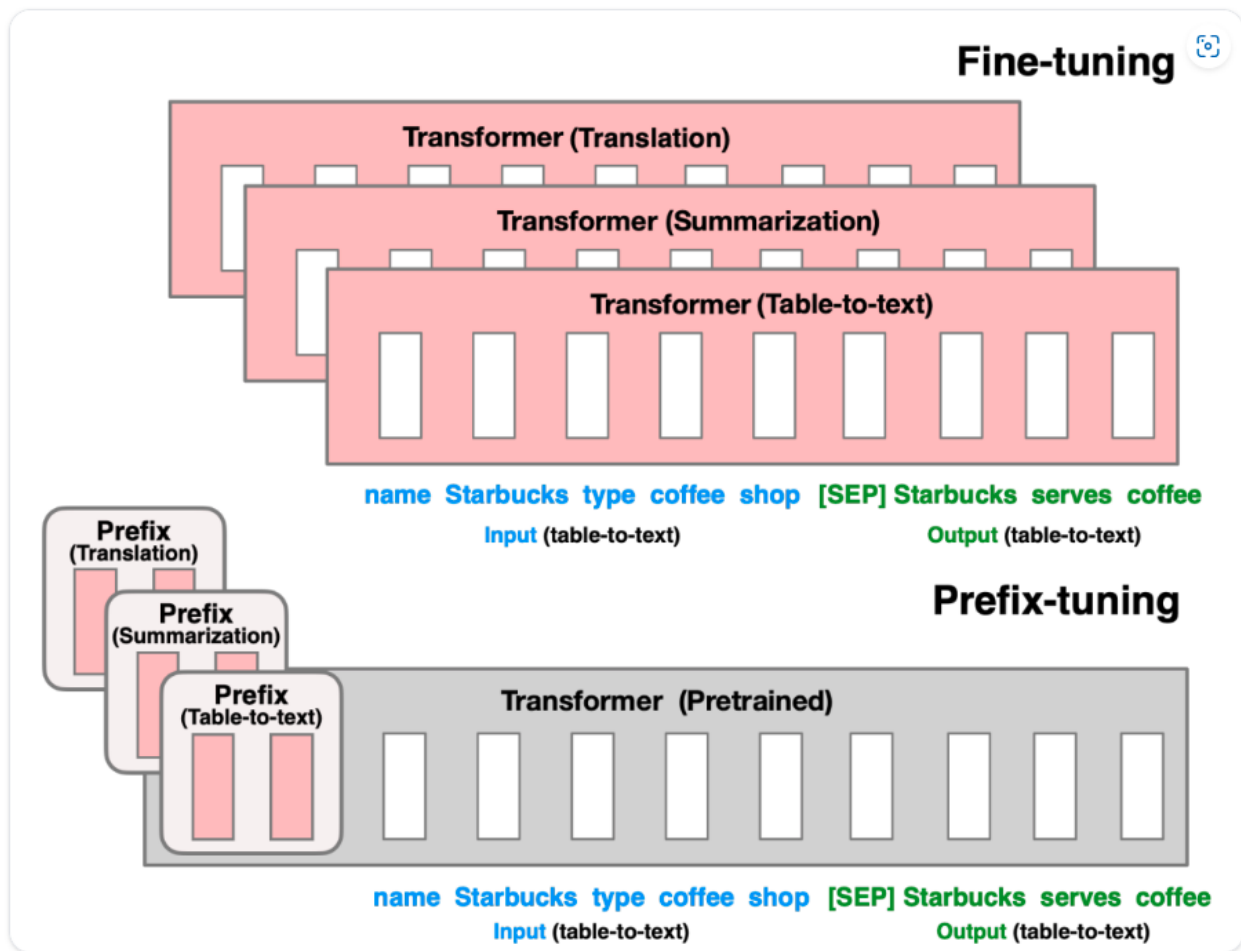 Fine-tuning
Transformer (Translation)
Transformer (Summarization)
Transformer (Table-to-text)
name Starbucks type coffee shop [SEP] Starbucks serves coffee
Input (table-to-text) Output (table-to-text)
Prefix
(Translation)
Prefix
(Summarization)
Prefix
(Table-to-text)
Prefix-tuning
Transformer (Pretrained)
name Starbucks type coffee shop [SEP] Starbucks serves coffee
Input (table-to-text) Output (table-to-text)